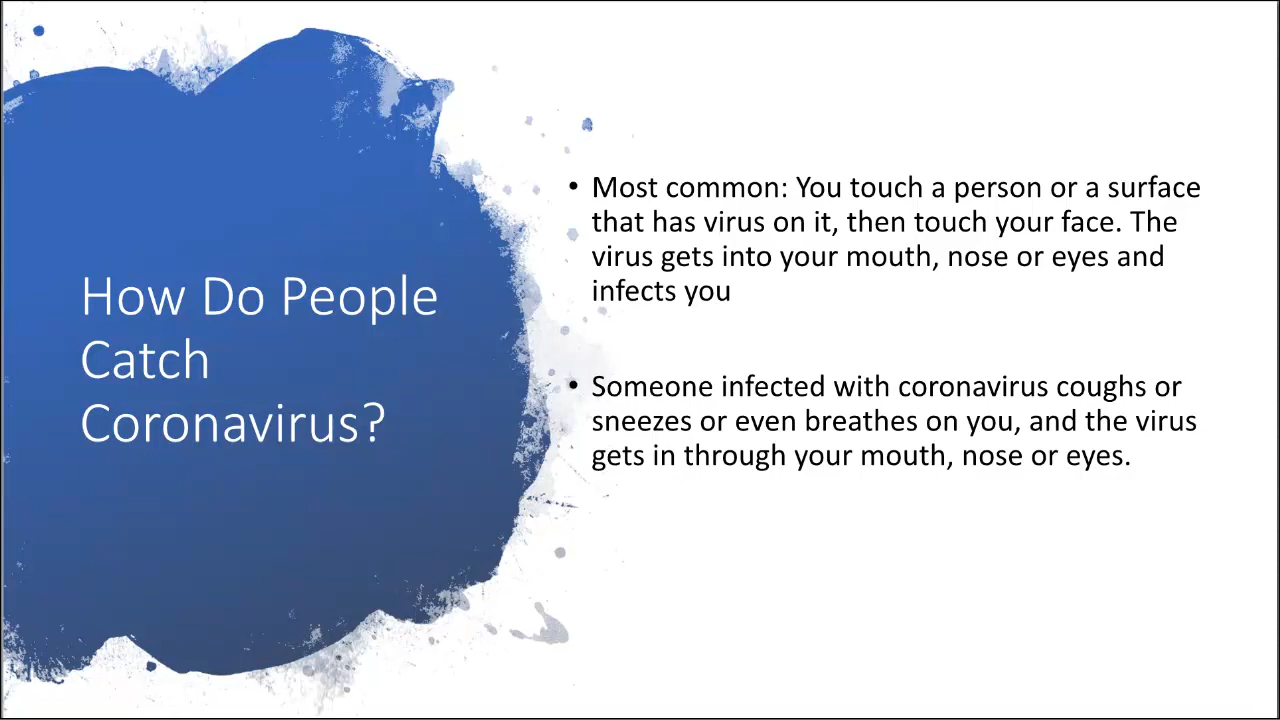 How Do People
Catch
Coronavirus?
• Most common: You touch a person or a surface
that has virus on it, then touch your face. The
virus gets into your mouth, nose or eyes and
infects you
• Someone infected with coronavirus coughs or
sneezes or even breathes on you, and the virus
gets in through your mouth, nose or eyes.